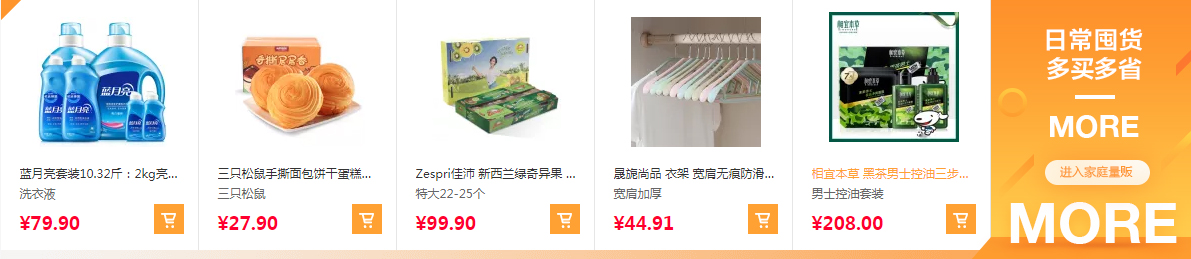 蓝月亮套装10.32斤：2kg亮...
洗衣液
¥79.90
三只松鼠手撕面包饼干蛋糕...
三只松鼠
¥27.90
Zespri佳沛 新西兰绿奇异果 ...
特大22-25个
¥99.90
晟旎尚品 衣架 宽肩无痕防滑...
宽肩加厚
¥44.91
相宜本草
相宜本草 黑茶男士控油三步...
男士控油套装
¥208.00
蓝月亮
蓝月亮
日常囤货
多买多省
MORE
进入家庭量贩
MORE